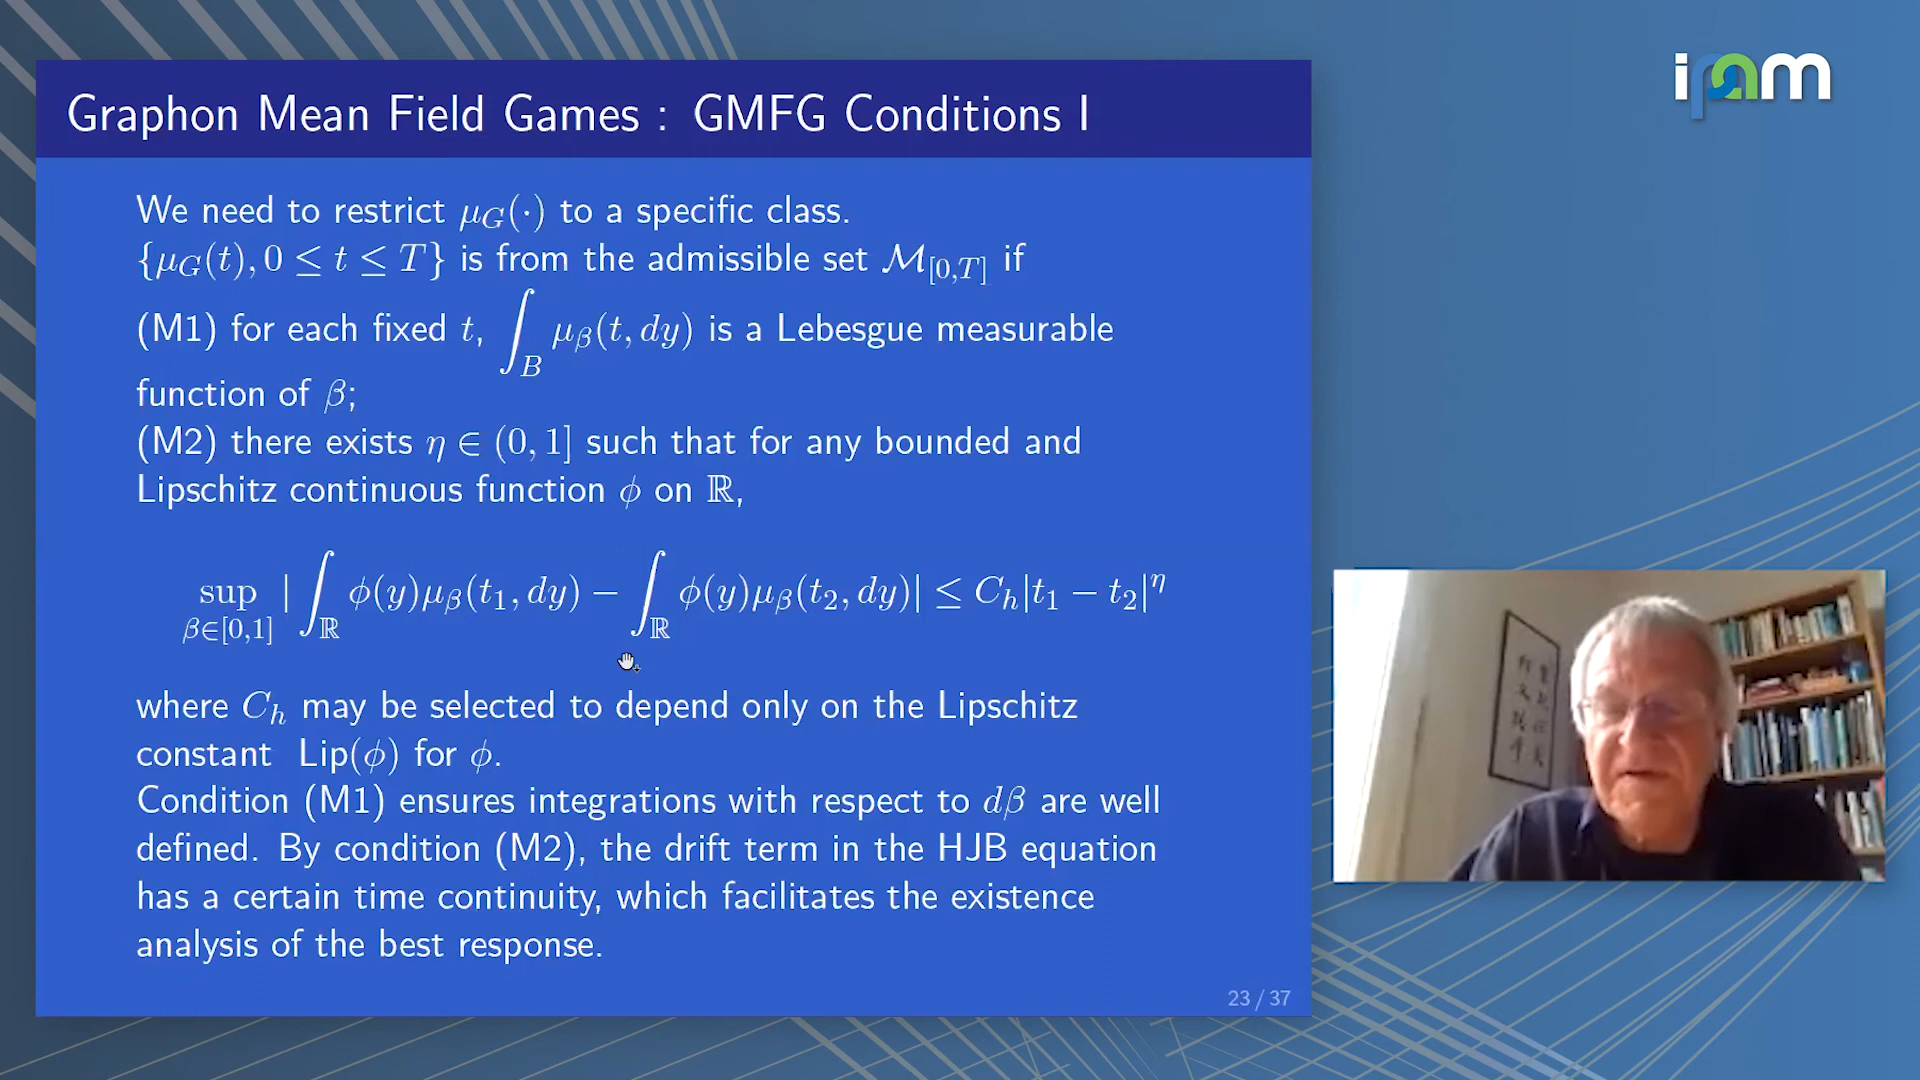 ipam
Graphon Mean Field Games : GMFG Conditions I
We need to restrict μ_G(·) to a specific class.
{μ_G(t), 0 ≤ t ≤ T} is from the admissible set 𝓜_[0,T] if
(M1) for each fixed t, ∫_B μ_β(t, dy) is a Lebesgue measurable
function of β;
(M2) there exists η ∈ (0, 1] such that for any bounded and
Lipschitz continuous function ϕ on ℝ,
sup_{β∈[0,1]} | ∫_ℝ ϕ(y)μ_β(t₁, dy) − ∫_ℝ ϕ(y)μ_β(t₂, dy)| ≤ C_h|t₁ − t₂|^η
where C_h may be selected to depend only on the Lipschitz
constant Lip(ϕ) for ϕ.
Condition (M1) ensures integrations with respect to dβ are well
defined. By condition (M2), the drift term in the HJB equation
has a certain time continuity, which facilitates the existence
analysis of the best response.
23 / 37